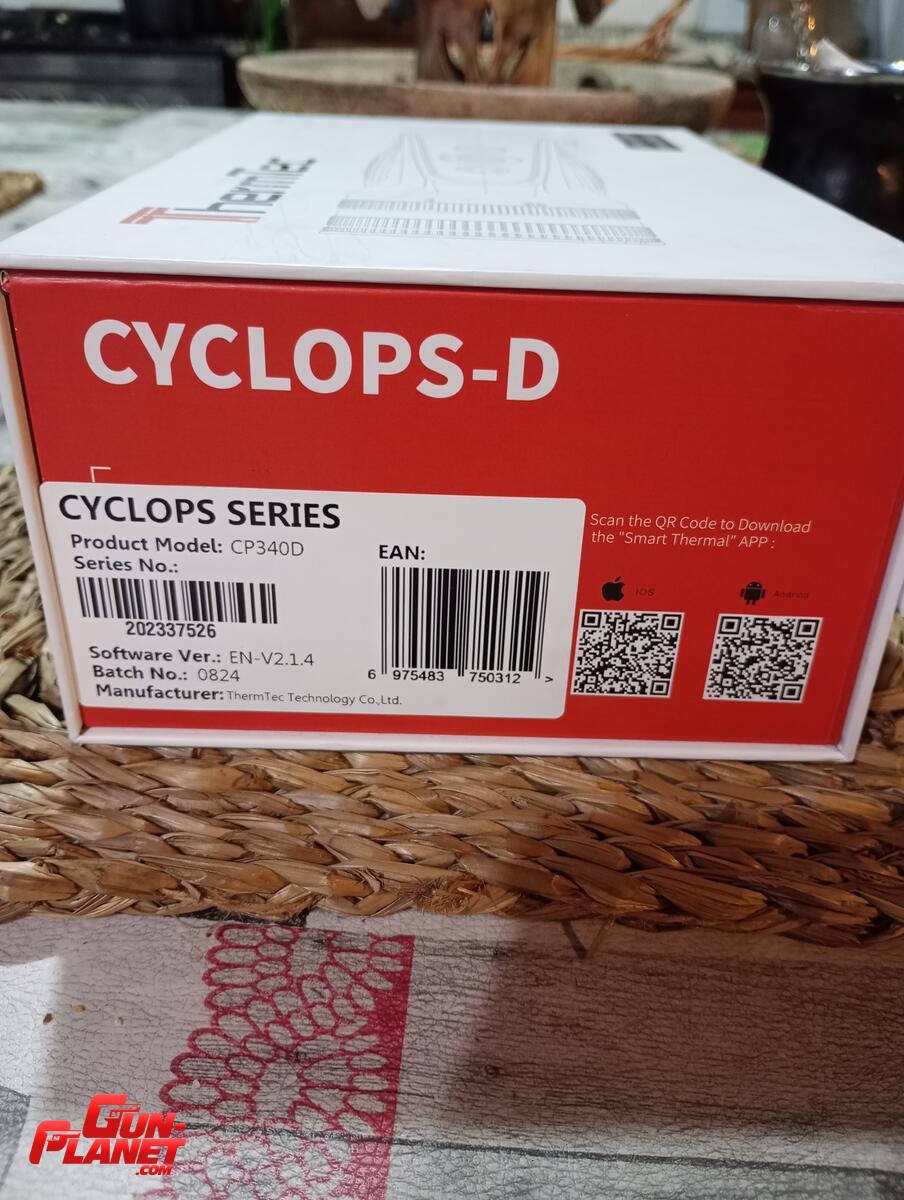 ThermTec
CYCLOPS-D
CYCLOPS SERIES
Product Model: CP340D
Series No.:
202337526
Software Ver.: EN-V2.1.4
Batch No.: 0824
Manufacturer: ThermTec Technology Co.,Ltd.
EAN:
6 975483 750312 >
Scan the QR Code to Download
the "Smart Thermal" APP :
IOS
Android
GUN-
PLANET
.COM